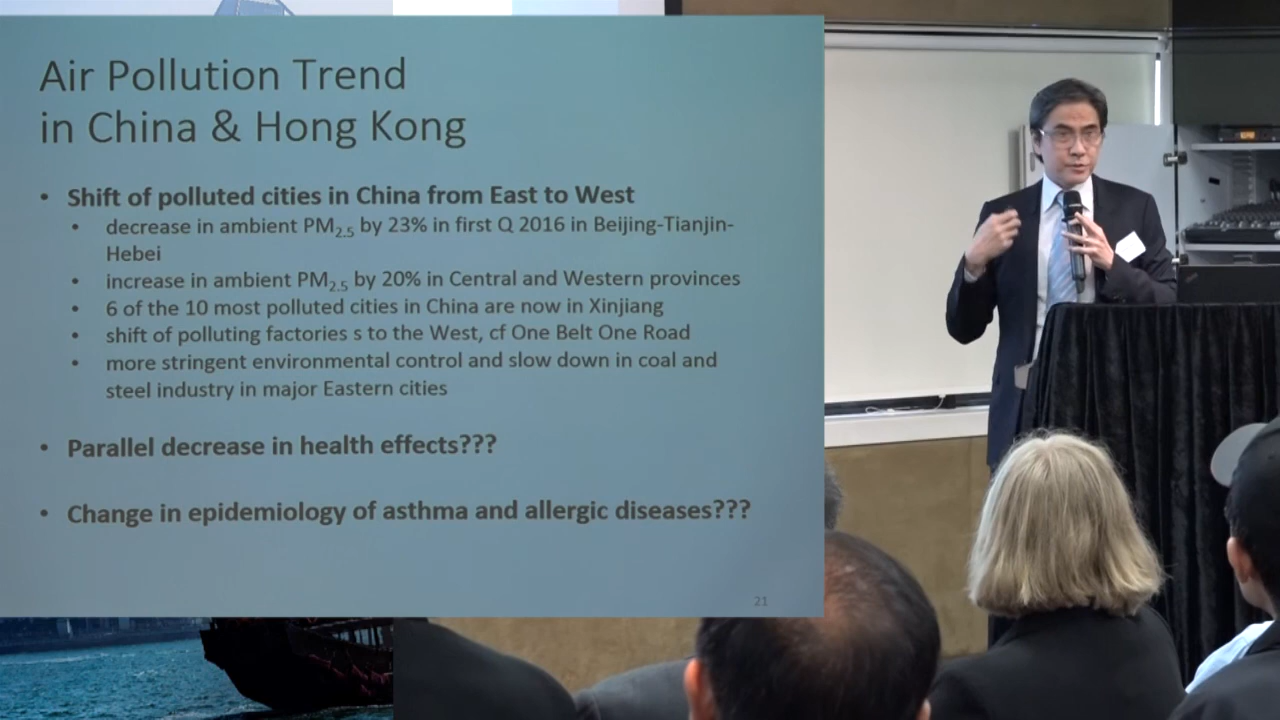 Air Pollution Trend
in China & Hong Kong
• Shift of polluted cities in China from East to West
• decrease in ambient PM2.5 by 23% in first Q 2016 in Beijing-Tianjin-
Hebei
• increase in ambient PM2.5 by 20% in Central and Western provinces
• 6 of the 10 most polluted cities in China are now in Xinjiang
• shift of polluting factories s to the West, cf One Belt One Road
• more stringent environmental control and slow down in coal and
steel industry in major Eastern cities
• Parallel decrease in health effects???
• Change in epidemiology of asthma and allergic diseases???
21